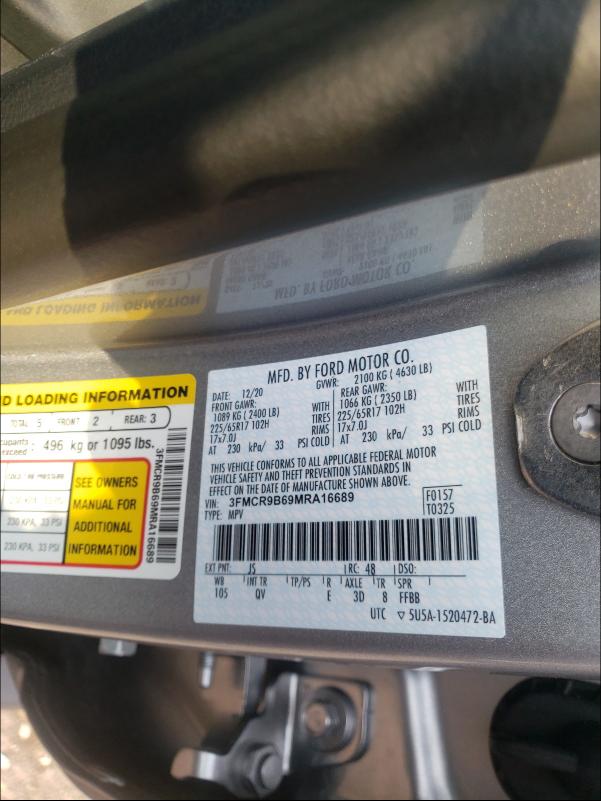 MFD. BY FORD MOTOR CO.
DATE: 12/20 GVWR: 2100 KG ( 4630 LB)
FRONT GAWR: REAR GAWR:
1089 KG ( 2400 LB) WITH 1066 KG ( 2350 LB) WITH
225/65R17 102H TIRES 225/65R17 102H TIRES
17x7.0J RIMS 17x7.0J RIMS
AT 230 kPa/ 33 PSI COLD AT 230 kPa/ 33 PSI COLD
THIS VEHICLE CONFORMS TO ALL APPLICABLE FEDERAL MOTOR
VEHICLE SAFETY AND THEFT PREVENTION STANDARDS IN
EFFECT ON THE DATE OF MANUFACTURE SHOWN ABOVE.
VIN: 3FMCR9B69MRA16689 F0157
TYPE: MPV T0325
EXT PNT: JS RC: 48 DSO:
WB INT TR TP/PS R AXLE TR SPR
105 QV E 3D 8 FFBB
UTC ▽ 5U5A-1520472-BA
LOADING INFORMATION
TOTAL 5 FRONT 2 REAR: 3
496 kg or 1095 lbs.
exceed
3FMCR9B69MRA16689
SEE OWNERS
MANUAL FOR
ADDITIONAL
INFORMATION
230 KPA, 33 PSI
230 KPA, 33 PSI